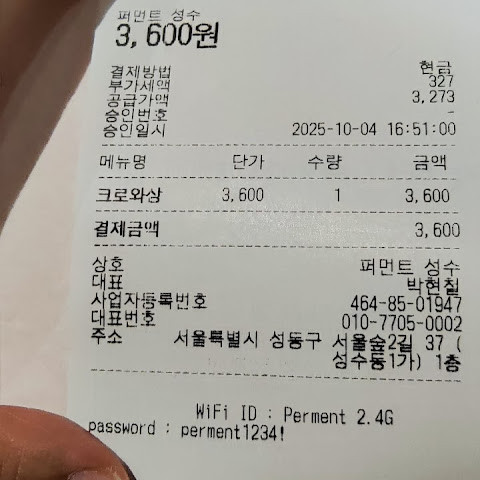 퍼먼트 성수
3,600원
결제방법 현금
부가세액 327
공급가액 3,273
승인번호 -
승인일시 2025-10-04 16:51:00
메뉴명 단가 수량 금액
크로와상 3,600 1 3,600
결제금액 3,600
상호 퍼먼트 성수
대표 박현철
사업자등록번호 464-85-01947
대표번호 010-7705-0002
주소 서울특별시 성동구 서울숲2길 37 (
성수동1가) 1층
WiFi ID : Perment 2.4G
password : perment1234!